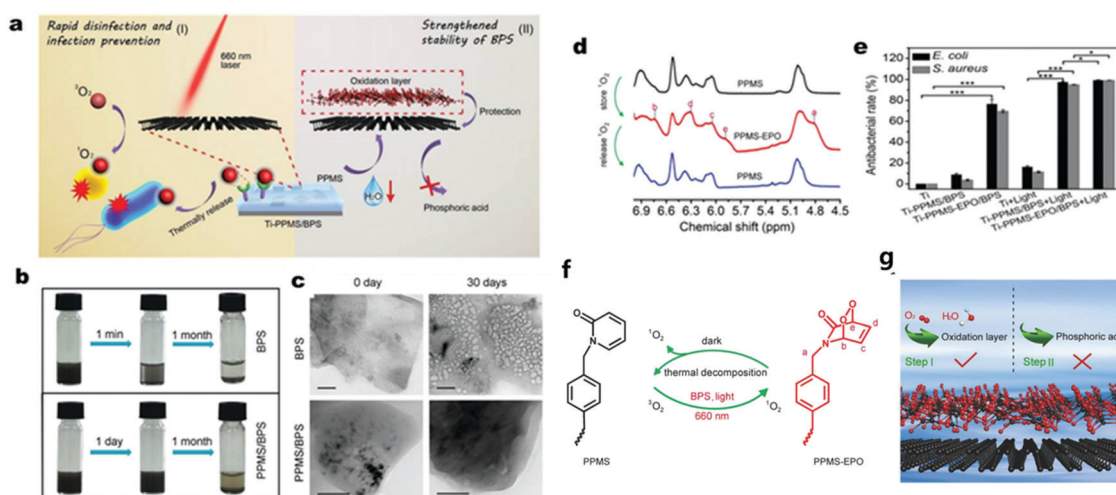 a
Rapid disinfection and
infection prevention
(I)
660 nm
laser
³O₂
¹O₂
Thermally release
Ti-PPMS/BPS
Strengthened
stability of BPS
(II)
Oxidation layer
Protection
PPMS
H₂O
Phosphoric acid
b
1 min
1 month
BPS
1 day
1 month
PPMS/BPS
c
0 day
30 days
BPS
PPMS/BPS
d
PPMS
store ¹O₂
b
d
c
e
a
PPMS-EPO
release ¹O₂
PPMS
6.9 6.6 6.3 6.0 5.7 5.4 5.1 4.8 4.5
Chemical shift (ppm)
e
E. coli
S. aureus
Antibacterial rate (%)
100
80
60
40
20
0
***
***
***
***
*
*
Ti
Ti-PPMS/BPS
Ti-PPMS-EPO/BPS
Ti+Light
Ti-PPMS/BPS+Light
Ti-PPMS-EPO/BPS+Light
f
O
N
PPMS
¹O₂
dark
thermal decomposition
³O₂
BPS, light
660 nm
¹O₂
O
O
O
N
a
b
c
d
e
PPMS-EPO
g
O₂
H₂O
Oxidation layer
Step I
Phosphoric ac
Step II